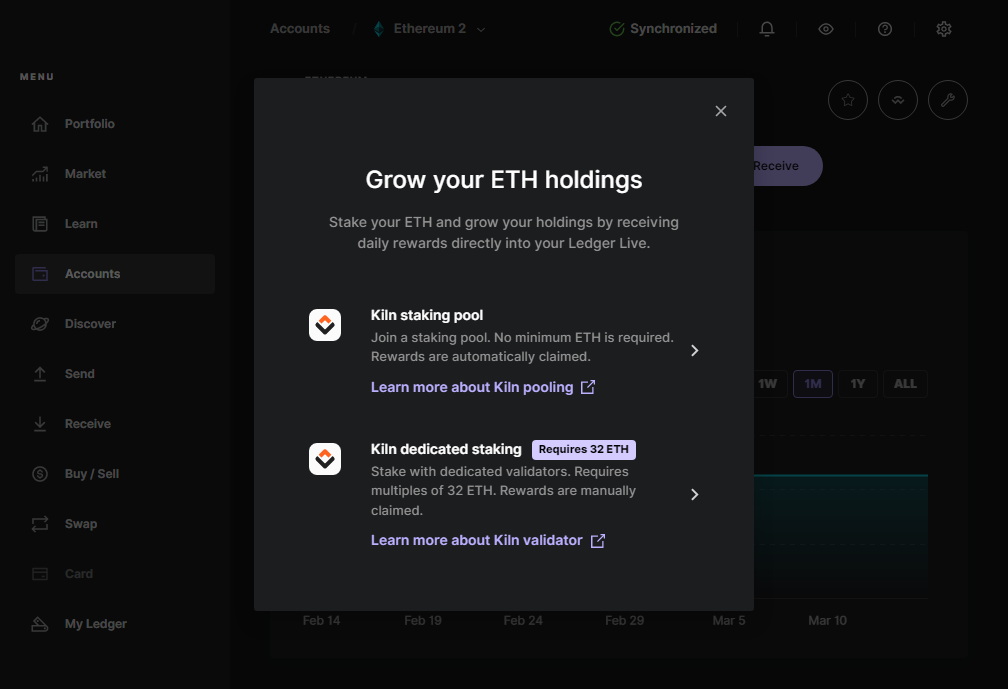 Accounts / Ethereum 2
Synchronized
MENU
Portfolio
Market
Learn
Accounts
Discover
Send
Receive
Buy / Sell
Swap
Card
My Ledger
Grow your ETH holdings
Stake your ETH and grow your holdings by receiving
daily rewards directly into your Ledger Live.
Kiln staking pool
Join a staking pool. No minimum ETH is required.
Rewards are automatically claimed.
Learn more about Kiln pooling
Kiln dedicated staking Requires 32 ETH
Stake with dedicated validators. Requires
multiples of 32 ETH. Rewards are manually
claimed.
Learn more about Kiln validator
Receive
1W 1M 1Y ALL
Feb 14 Feb 19 Feb 24 Feb 29 Mar 5 Mar 10